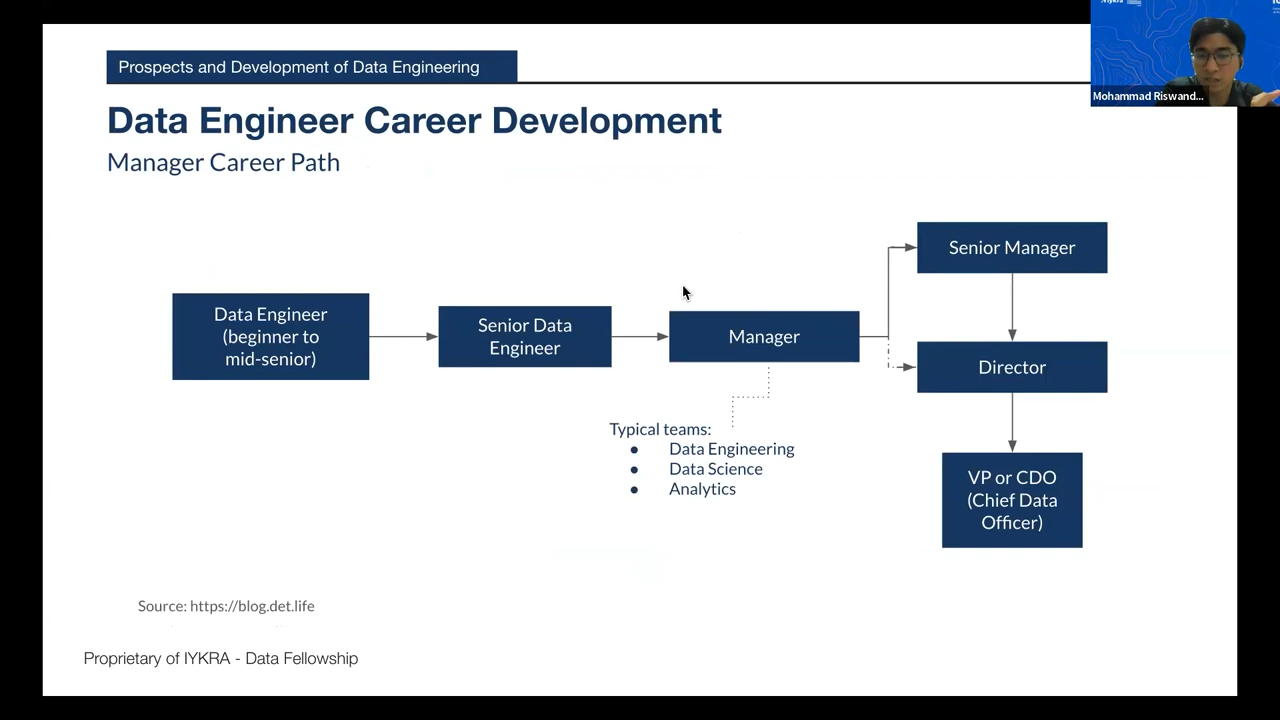 Prospects and Development of Data Engineering
Data Engineer Career Development
Manager Career Path
Mohammad Riswand...
Data Engineer
(beginner to
mid-senior)
Senior Data
Engineer
Manager
Senior Manager
Director
VP or CDO
(Chief Data
Officer)
Typical teams:
● Data Engineering
● Data Science
● Analytics
Source: https://blog.det.life
Proprietary of IYKRA - Data Fellowship